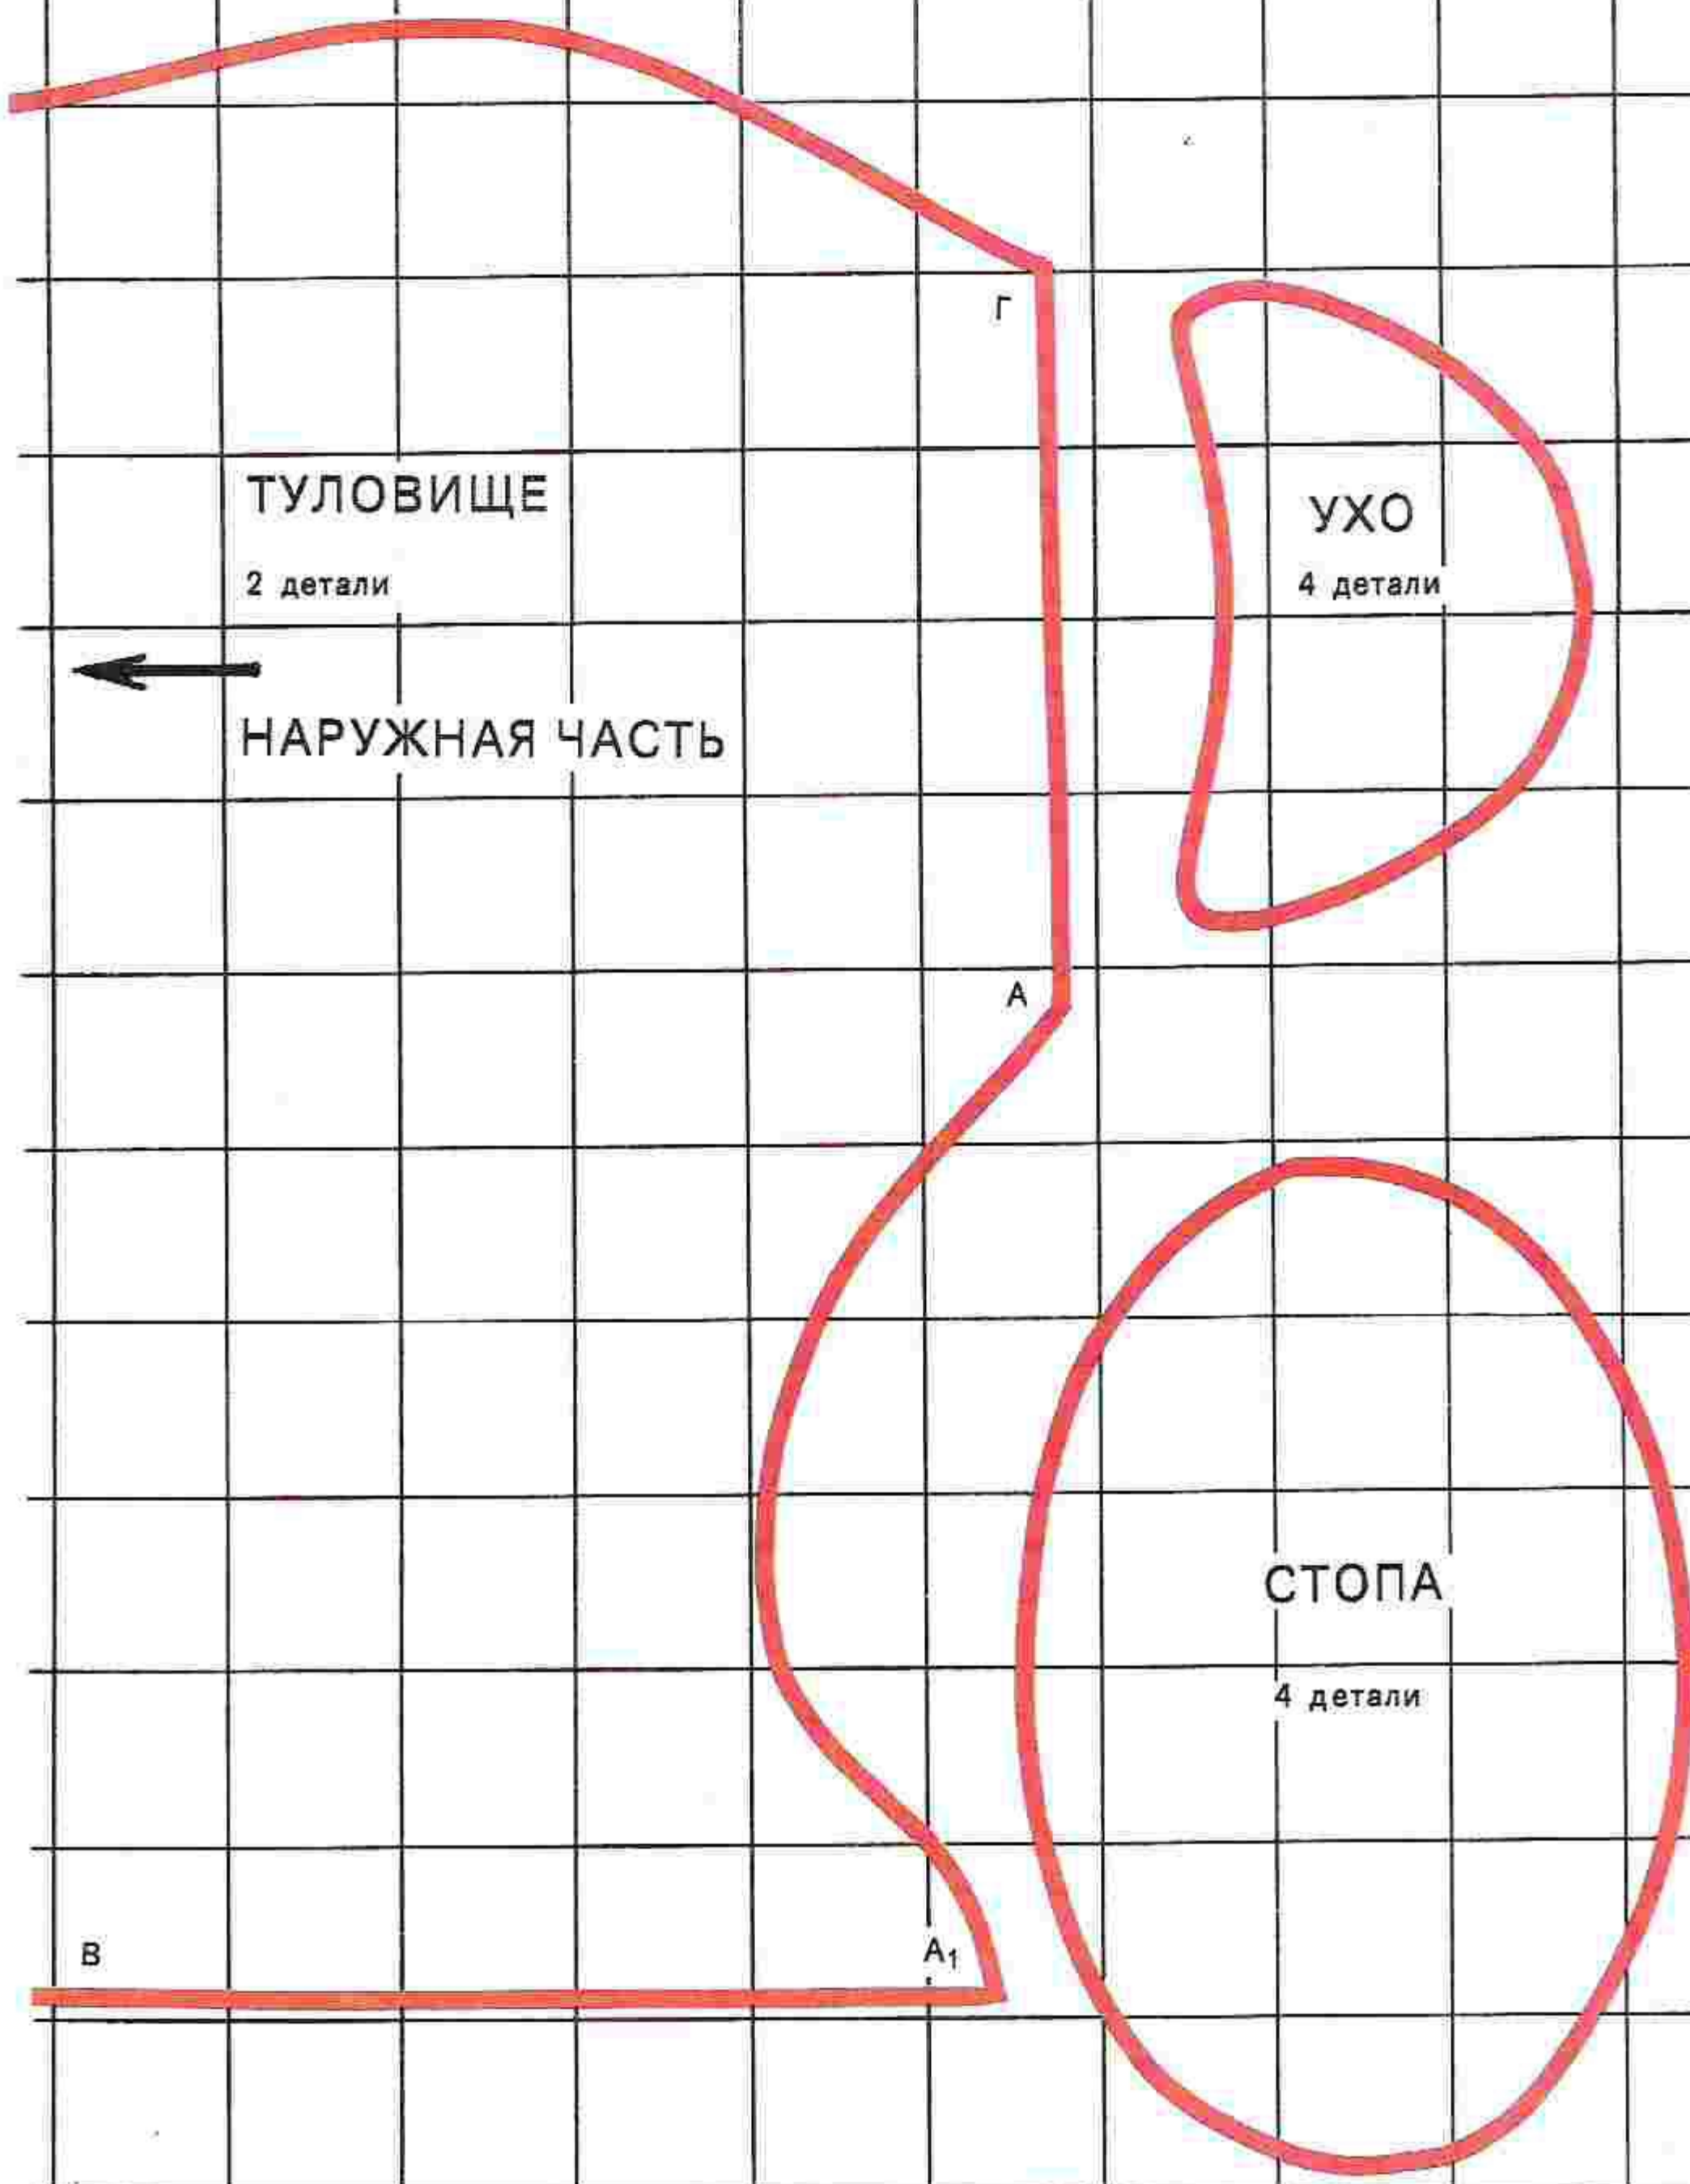 Г
ТУЛОВИЩЕ
2 детали
НАРУЖНАЯ ЧАСТЬ
УХО
4 детали
А
СТОПА
4 детали
В
А₁